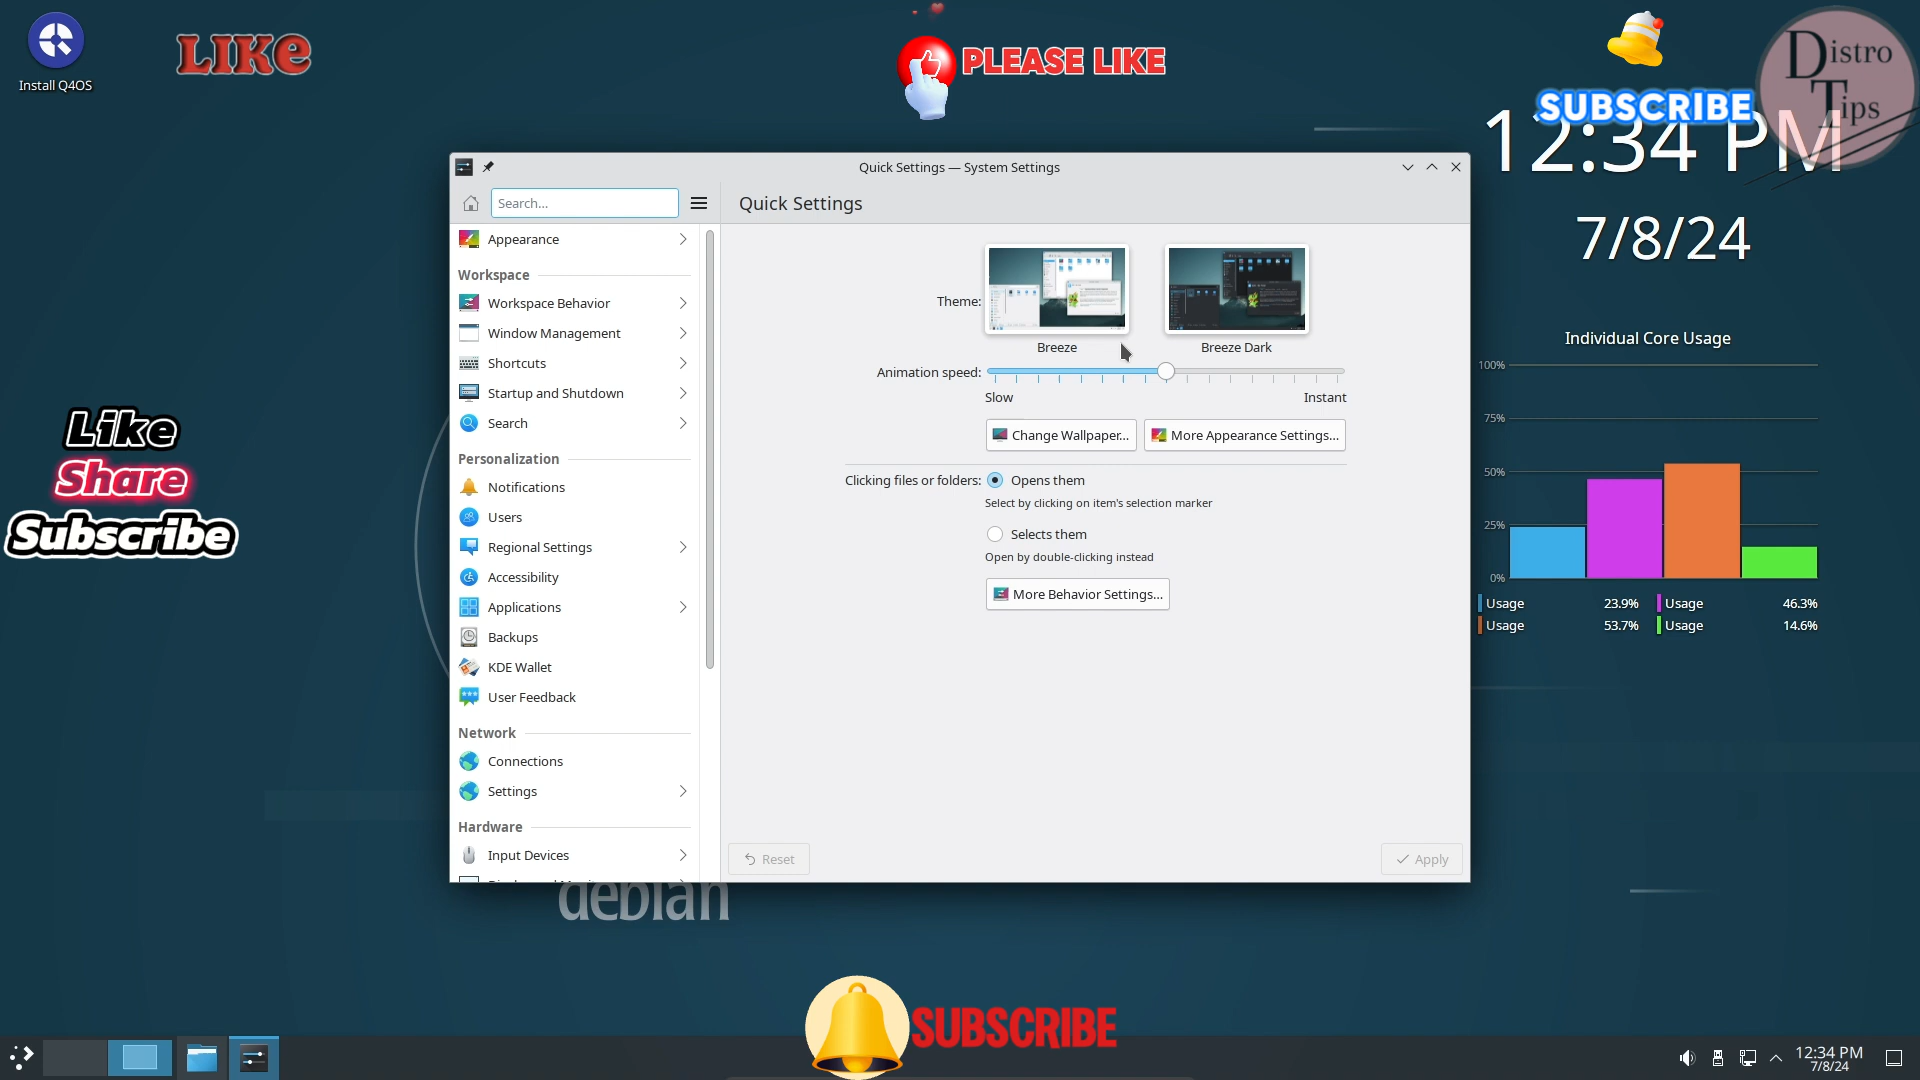 Install Q4OS
LIKe
PLEASE LIKE
SUBSCRIBE
Distro
Tips
12:34 PM
7/8/24
Like
Share
Subscribe
Quick Settings — System Settings
Search...
Quick Settings
Appearance
Workspace
Workspace Behavior
Window Management
Shortcuts
Startup and Shutdown
Search
Personalization
Notifications
Users
Regional Settings
Accessibility
Applications
Backups
KDE Wallet
User Feedback
Network
Connections
Settings
Hardware
Input Devices
Theme:
Breeze
Breeze Dark
Animation speed:
Slow
Instant
Change Wallpaper...
More Appearance Settings...
Clicking files or folders:
Opens them
Select by clicking on item's selection marker
Selects them
Open by double-clicking instead
More Behavior Settings...
Reset
Apply
Individual Core Usage
100%
75%
50%
25%
0%
Usage 23.9% Usage 46.3%
Usage 53.7% Usage 14.6%
debian
SUBSCRIBE
12:34 PM
7/8/24